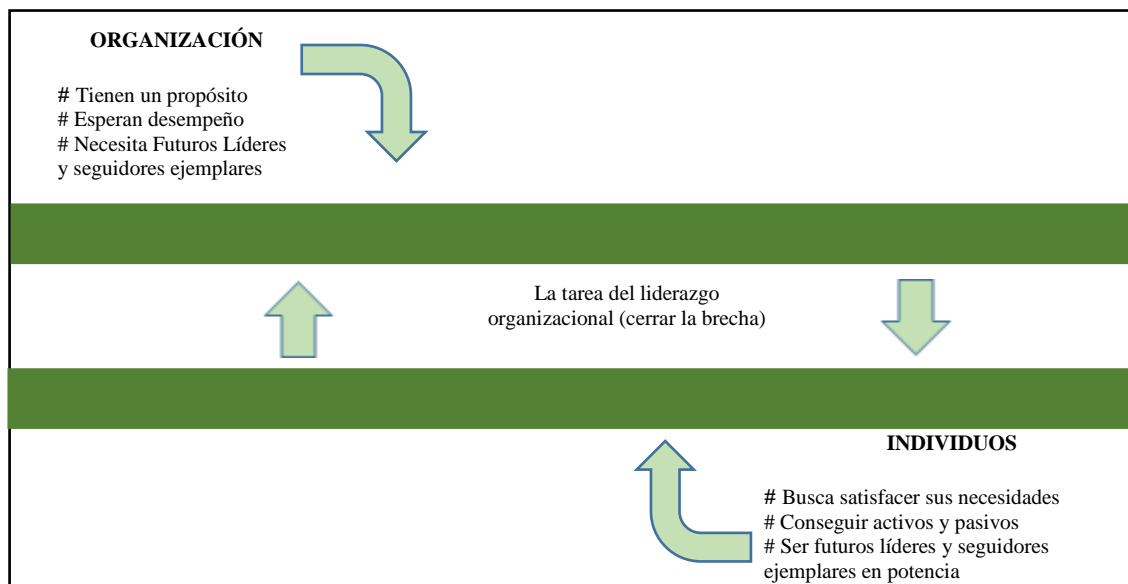 ORGANIZACIÓN
# Tienen un propósito
# Esperan desempeño
# Necesita Futuros Líderes
y seguidores ejemplares
La tarea del liderazgo
organizacional (cerrar la brecha)
INDIVIDUOS
# Busca satisfacer sus necesidades
# Conseguir activos y pasivos
# Ser futuros líderes y seguidores
ejemplares en potencia